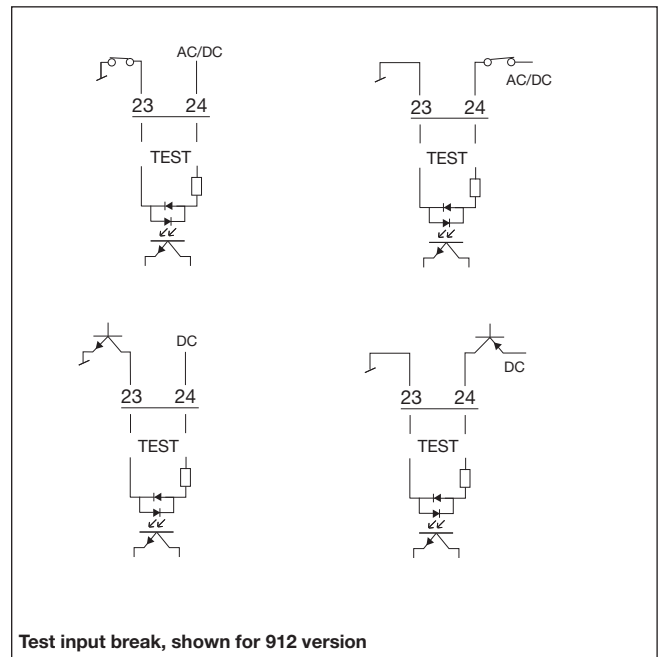 AC/DC
23 24
TEST
AC/DC
23 24
TEST
DC
23 24
TEST
DC
23 24
TEST
Test input break, shown for 912 version